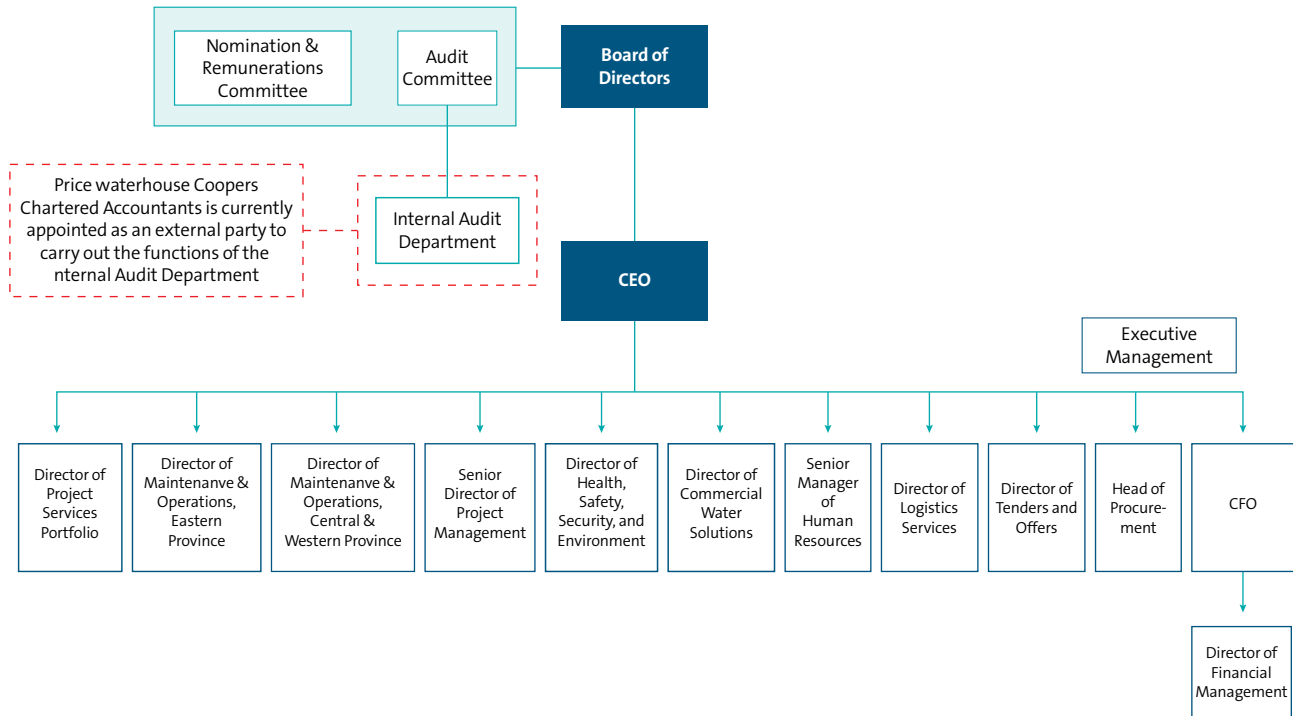 Nomination &
Remunerations
Committee
Audit
Committee
Board of
Directors
Price waterhouse Coopers
Chartered Accountants is currently
appointed as an external party to
carry out the functions of the
nternal Audit Department
Internal Audit
Department
CEO
Executive
Management
Director of
Project
Services
Portfolio
Director of
Maintenanve &
Operations,
Eastern
Province
Director of
Maintenanve &
Operations,
Central &
Western Province
Senior
Director of
Project
Management
Director of
Health,
Safety,
Security, and
Environment
Director of
Commercial
Water
Solutions
Senior
Manager
of
Human
Resources
Director of
Logistics
Services
Director of
Tenders and
Offers
Head of
Procure-
ment
CFO
Director of
Financial
Management